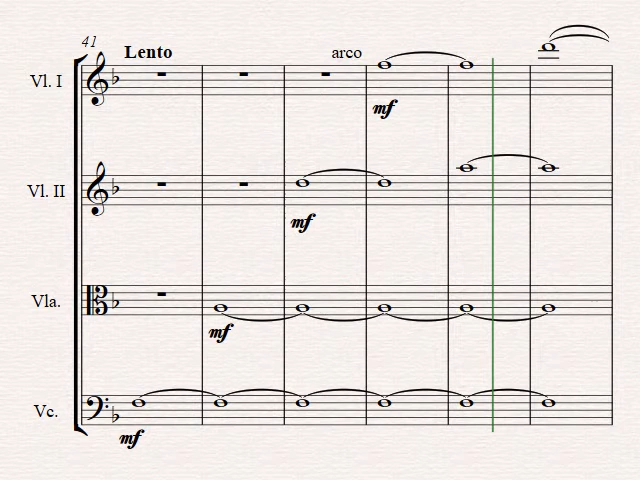 41
Lento
arco
Vl. I
mf
Vl. II
mf
Vla.
mf
Vc.
mf